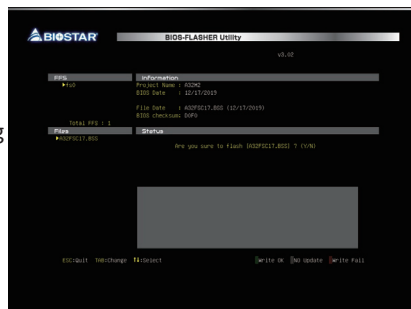 g
BIOSTAR
BIOS-FLASHER Utility
v3.02
FFS
▶fs0
Total FFS : 1
Files
▶A32FSC17.BSS
Information
Project Name : A32M2
BIOS Date : 12/17/2019
File Date : A32FSC17.BSS (12/17/2019)
BIOS checksum: D0F0
Status
Are you sure to flash [A32FSC17.BSS] ? (Y/N)
ESC:Quit TAB:Change ↑↓:Select Write OK No Update Write Fail